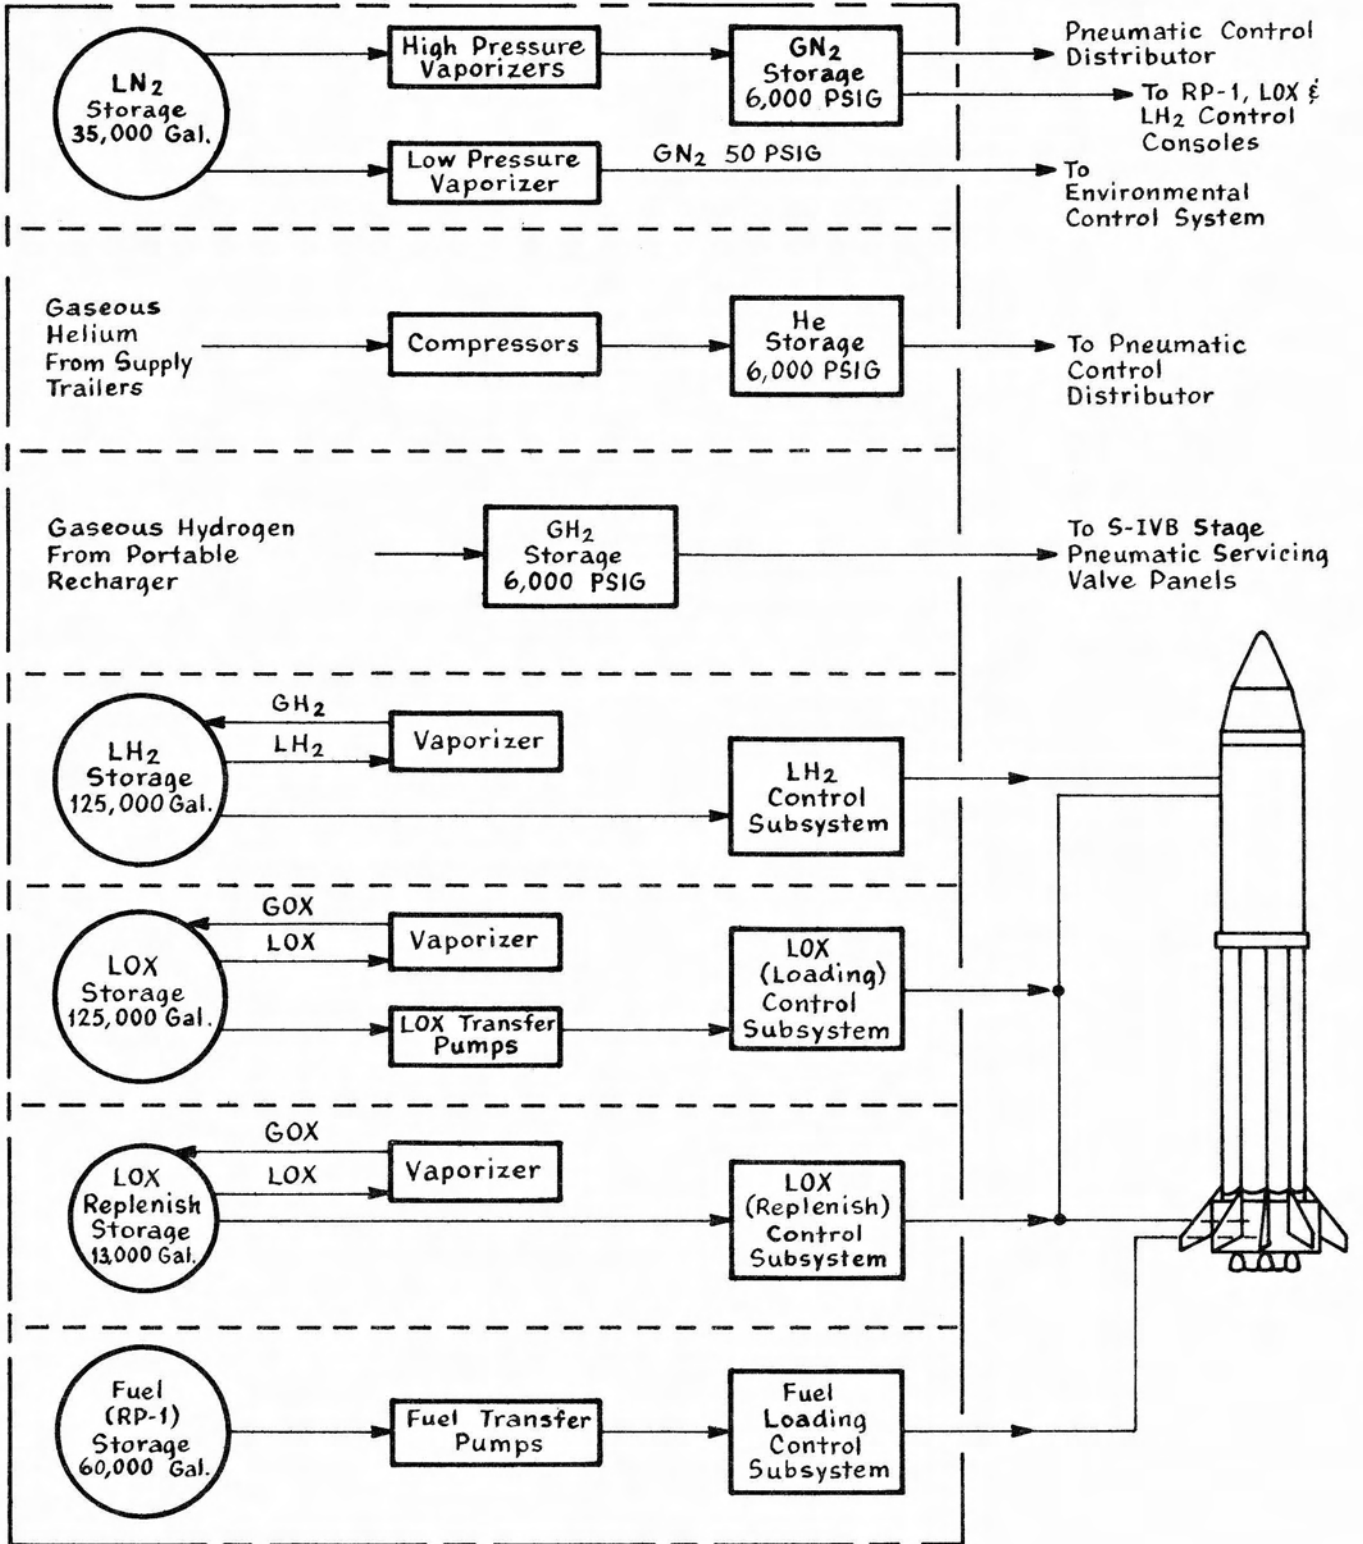 LN2
Storage
35,000 Gal.
High Pressure
Vaporizers
GN2
Storage
6,000 PSIG
Pneumatic Control
Distributor
To RP-1, LOX &
LH2 Control
Consoles
Low Pressure
Vaporizer
GN2 50 PSIG
To
Environmental
Control System
Gaseous
Helium
From Supply
Trailers
Compressors
He
Storage
6,000 PSIG
To Pneumatic
Control
Distributor
Gaseous Hydrogen
From Portable
Recharger
GH2
Storage
6,000 PSIG
To S-IVB Stage
Pneumatic Servicing
Valve Panels
LH2
Storage
125,000 Gal.
GH2
LH2
Vaporizer
LH2
Control
Subsystem
LOX
Storage
125,000 Gal.
GOX
LOX
Vaporizer
LOX Transfer
Pumps
LOX
(Loading)
Control
Subsystem
LOX
Replenish
Storage
13,000 Gal.
GOX
LOX
Vaporizer
LOX
(Replenish)
Control
Subsystem
Fuel
(RP-1)
Storage
60,000 Gal.
Fuel Transfer
Pumps
Fuel
Loading
Control
Subsystem